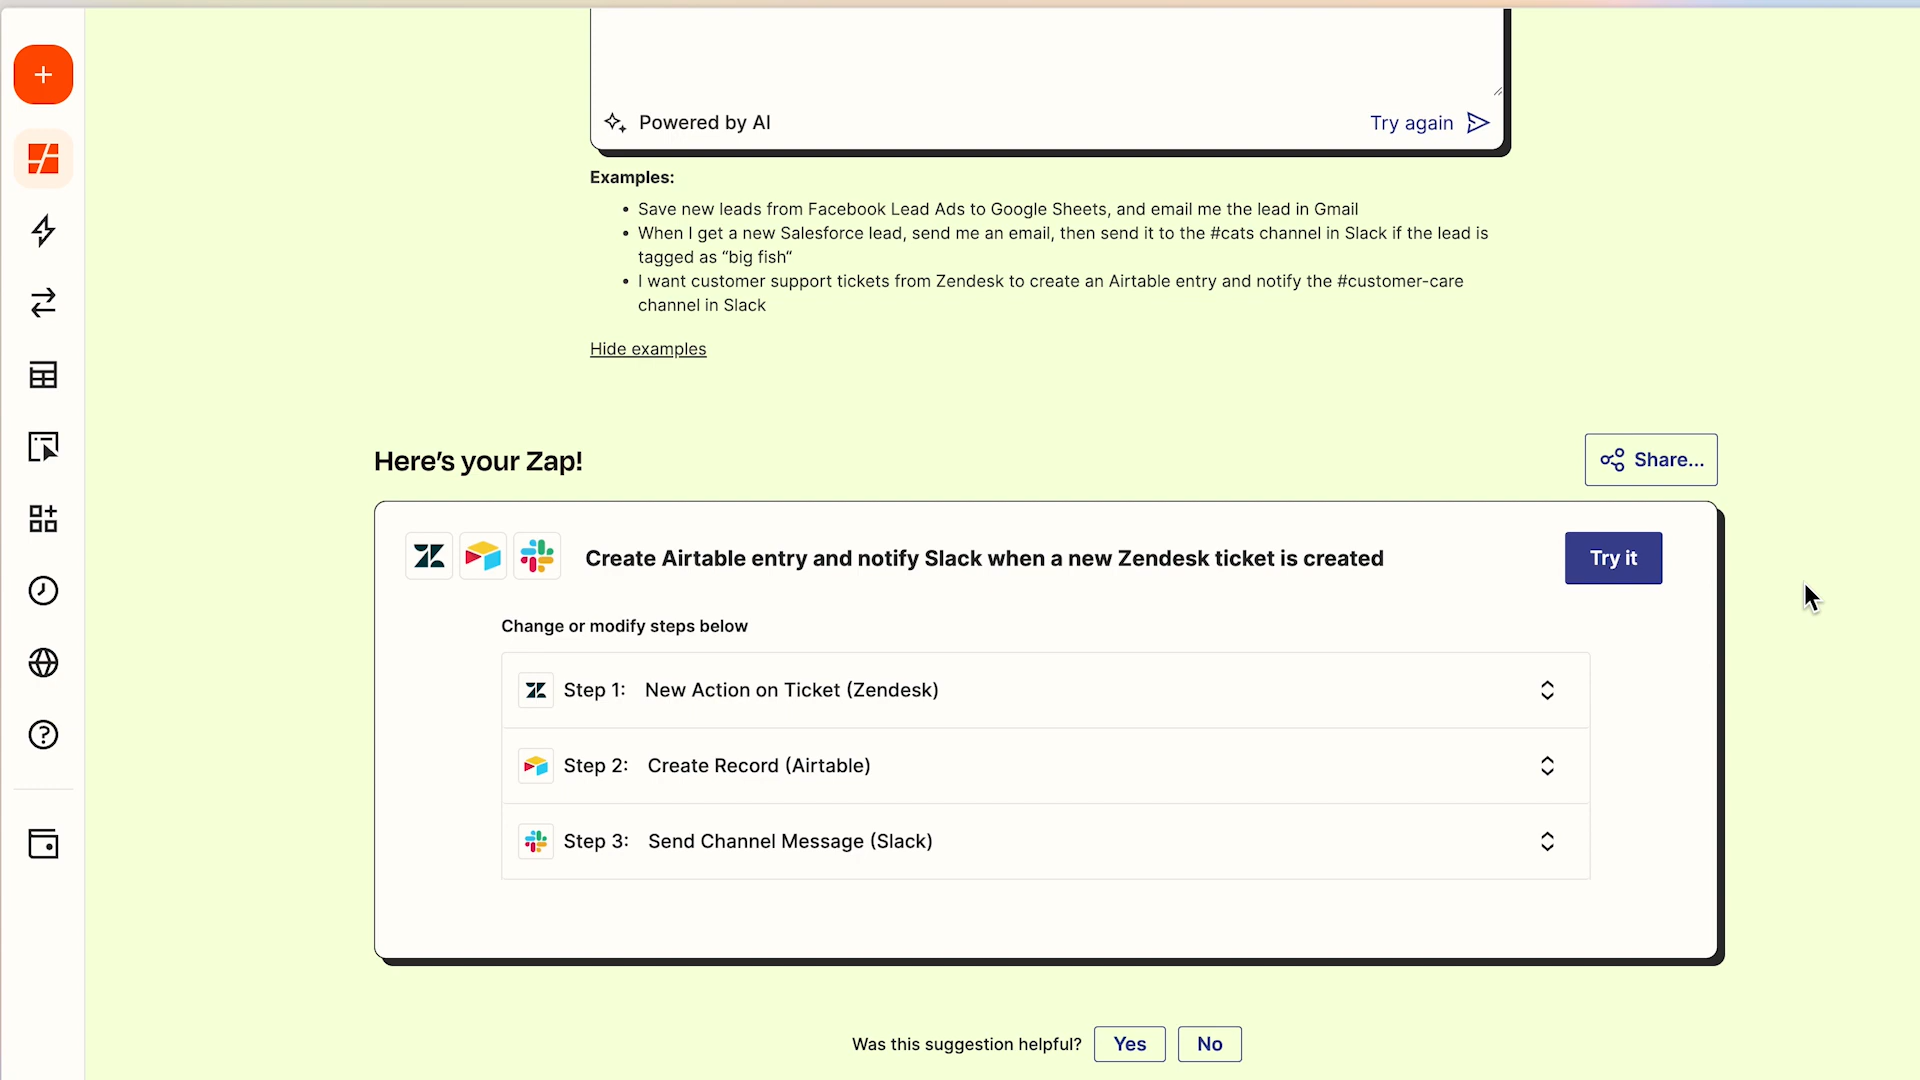 Powered by AI
Try again
Examples:
• Save new leads from Facebook Lead Ads to Google Sheets, and email me the lead in Gmail
• When I get a new Salesforce lead, send me an email, then send it to the #cats channel in Slack if the lead is
tagged as “big fish“
• I want customer support tickets from Zendesk to create an Airtable entry and notify the #customer-care
channel in Slack
Hide examples
Here’s your Zap!
Share...
Create Airtable entry and notify Slack when a new Zendesk ticket is created
Try it
Change or modify steps below
Step 1: New Action on Ticket (Zendesk)
Step 2: Create Record (Airtable)
Step 3: Send Channel Message (Slack)
Was this suggestion helpful? Yes No